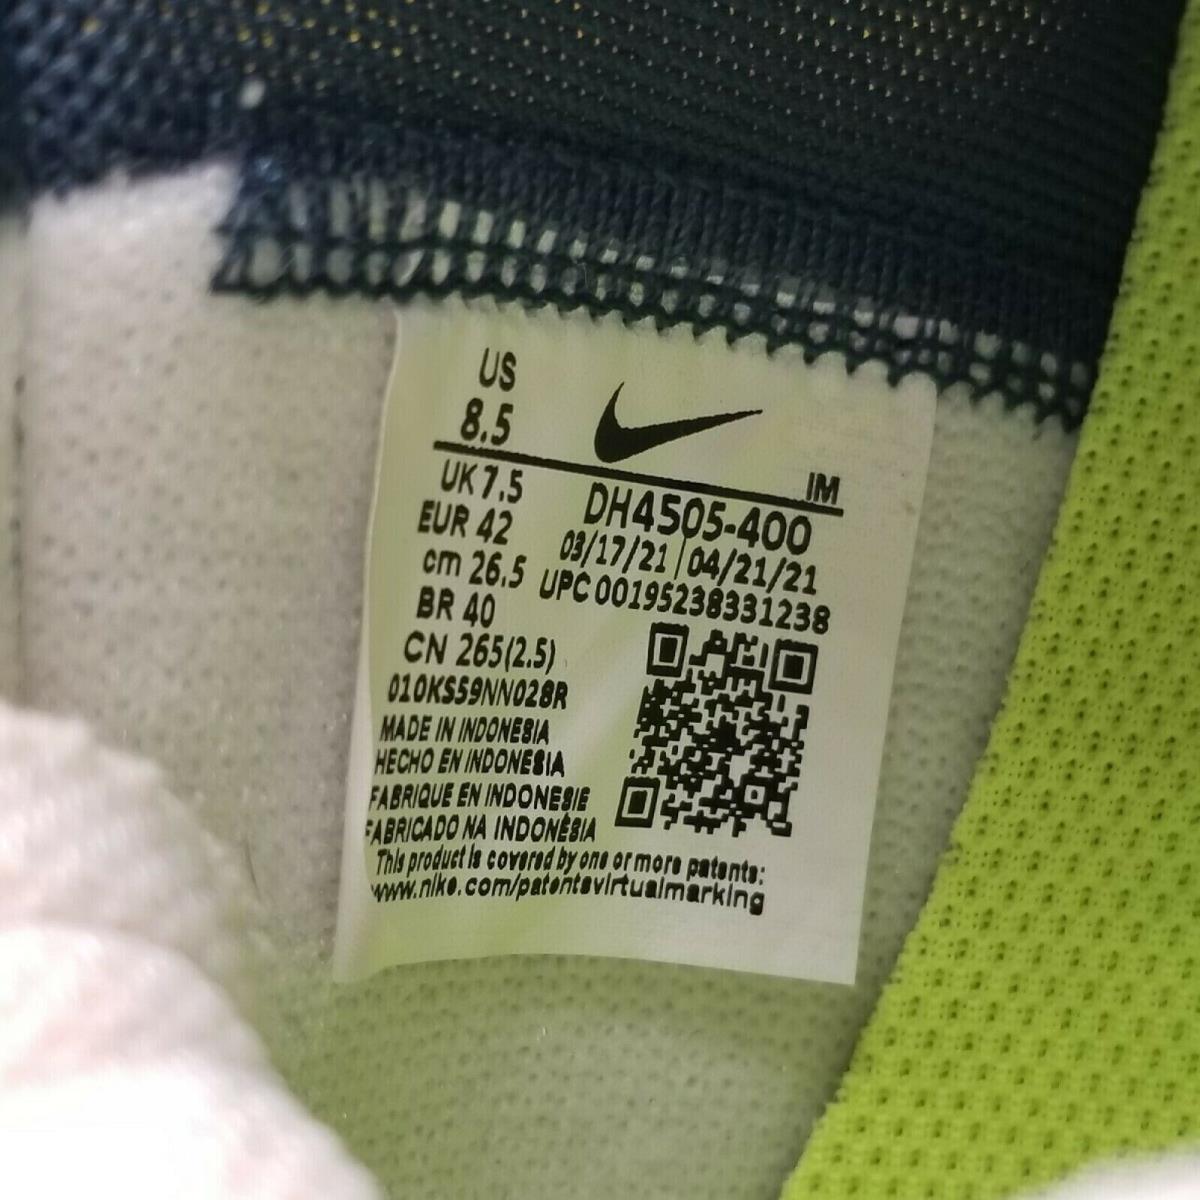 US
8.5
IM
UK 7.5
EUR 42
cm 26.5
BR 40
CN 265(2.5)
DH4505-400
03/17/21 | 04/21/21
UPC 00195238331238
010KS59NN028R
MADE IN INDONESIA
HECHO EN INDONESIA
FABRIQUE EN INDONESIE
FABRICADO NA INDONÉSIA
This product is covered by one or more patents:
www.nike.com/patentsvirtualmarking